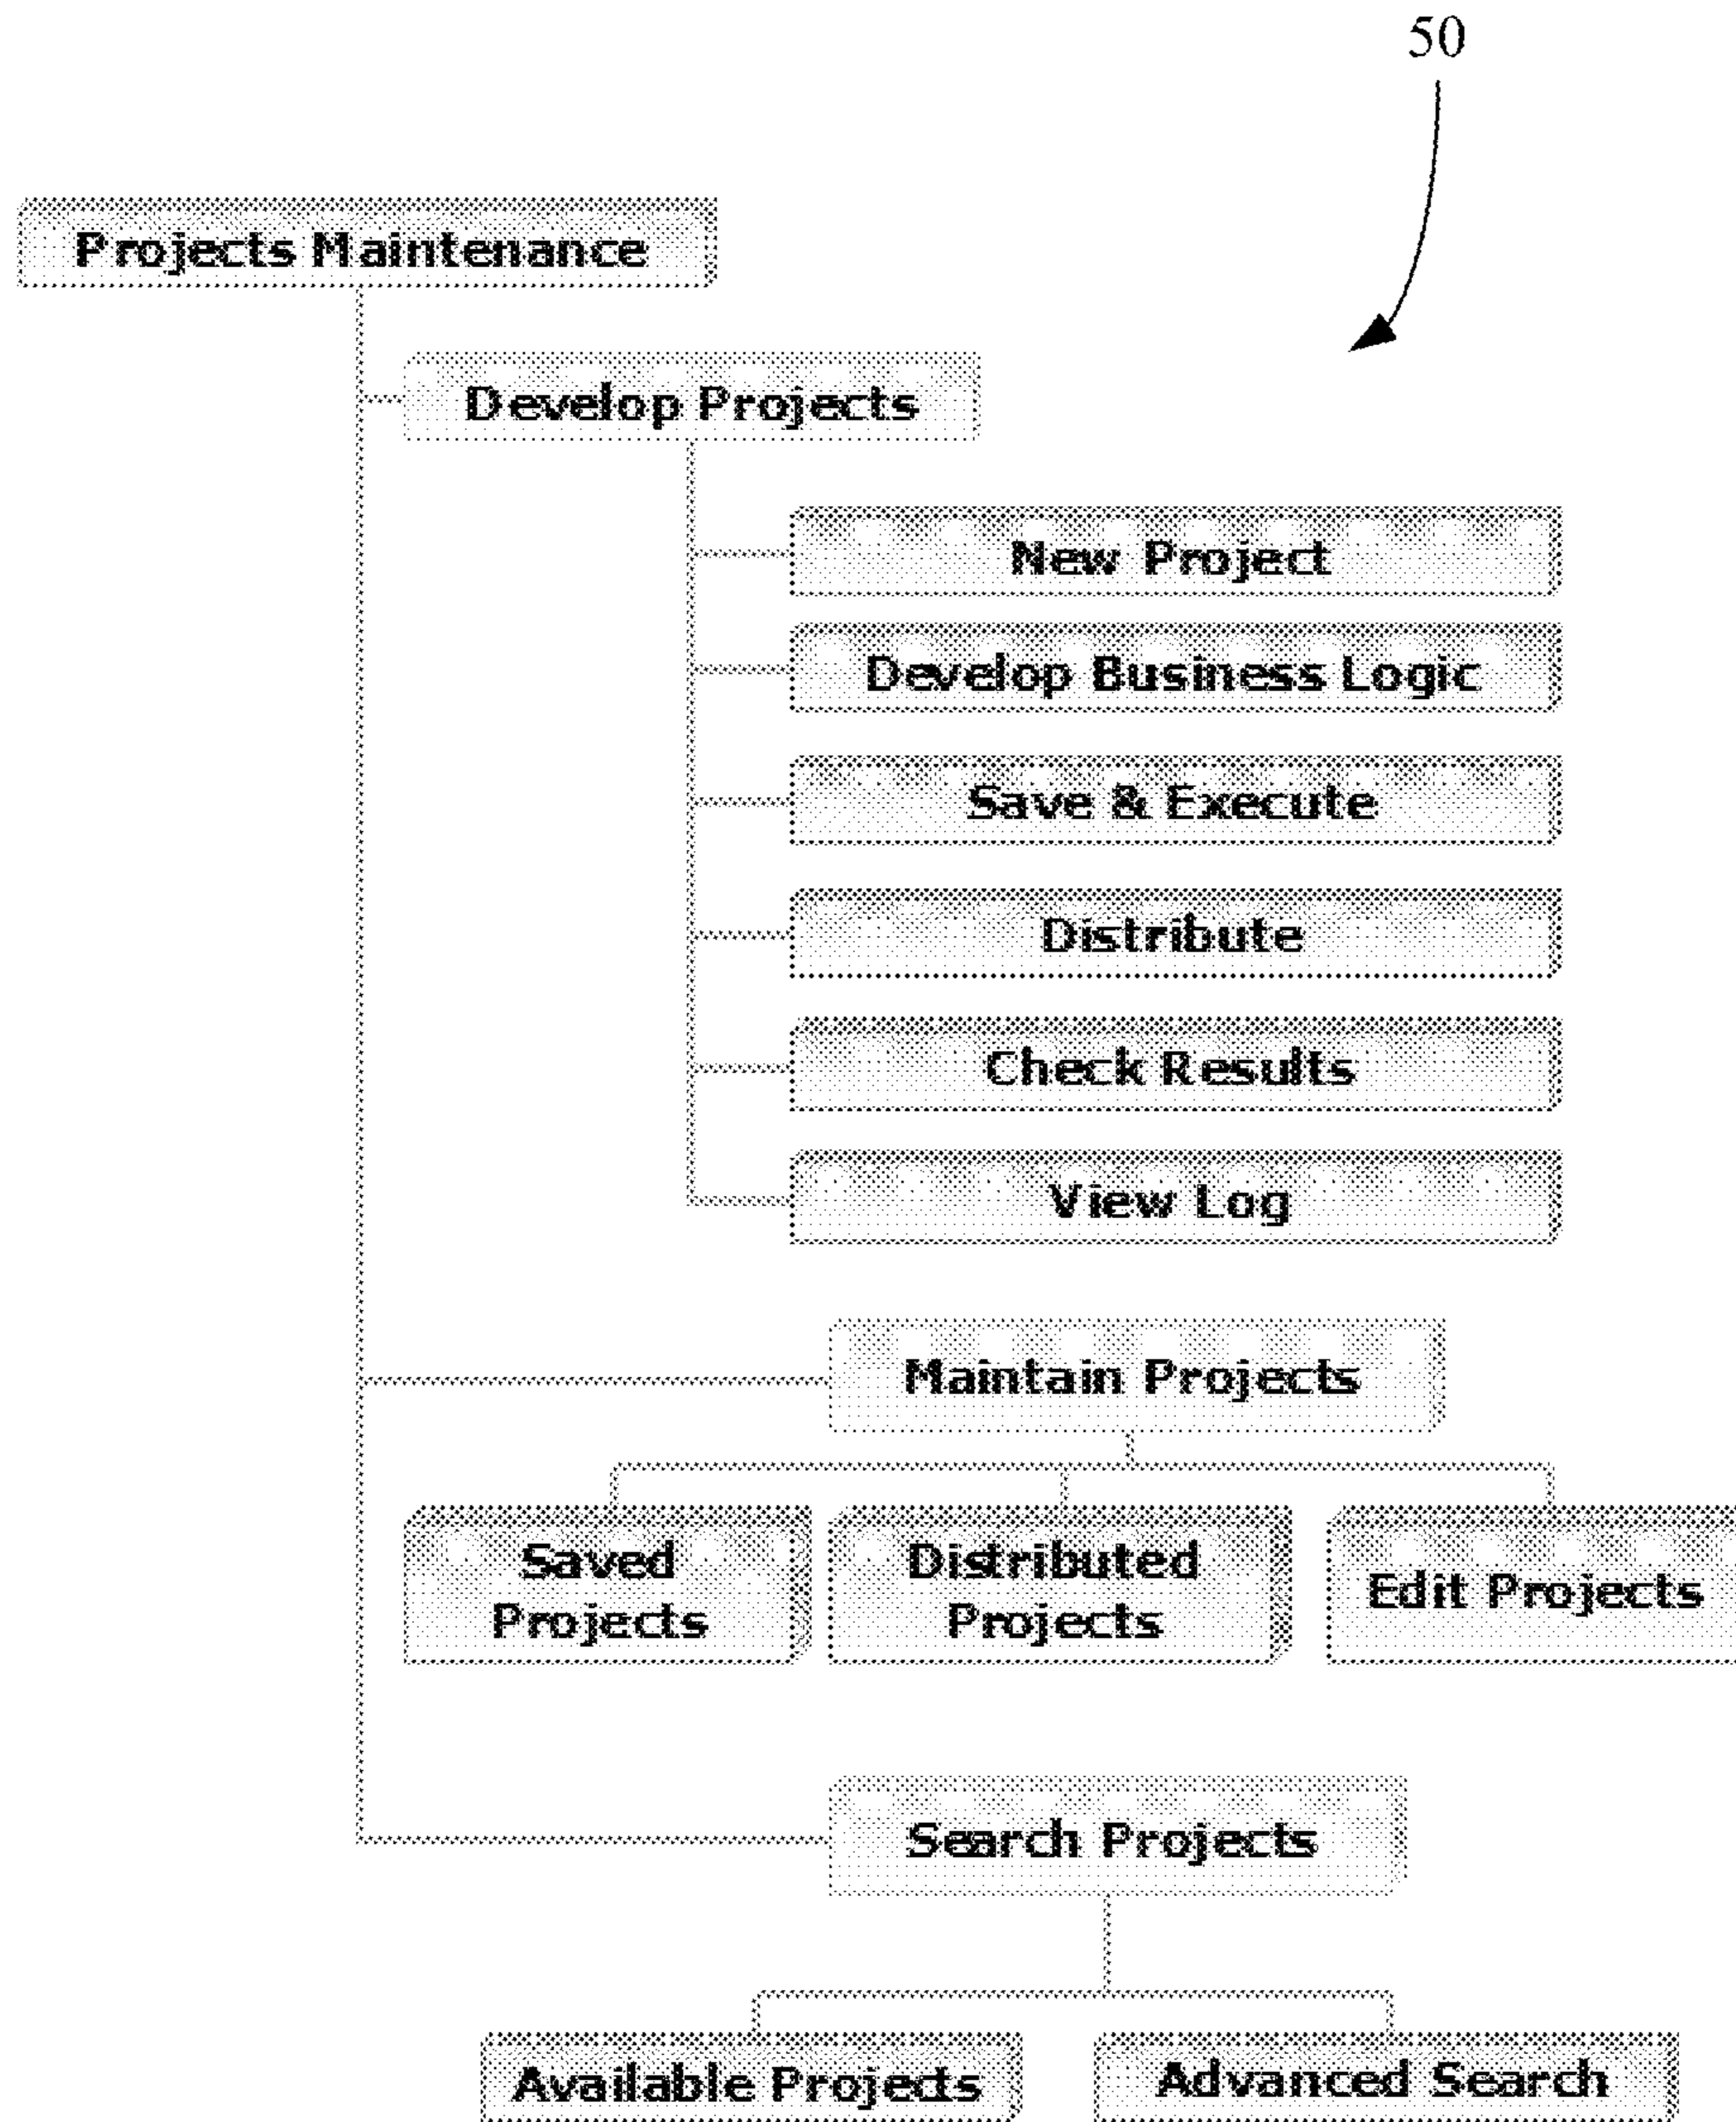 50
Projects Maintenance
Develop Projects
New Project
Develop Business Logic
Save & Execute
Distribute
Check Results
View Log
Maintain Projects
Saved
Projects
Distributed
Projects
Edit Projects
Search Projects
Available Projects
Advanced Search